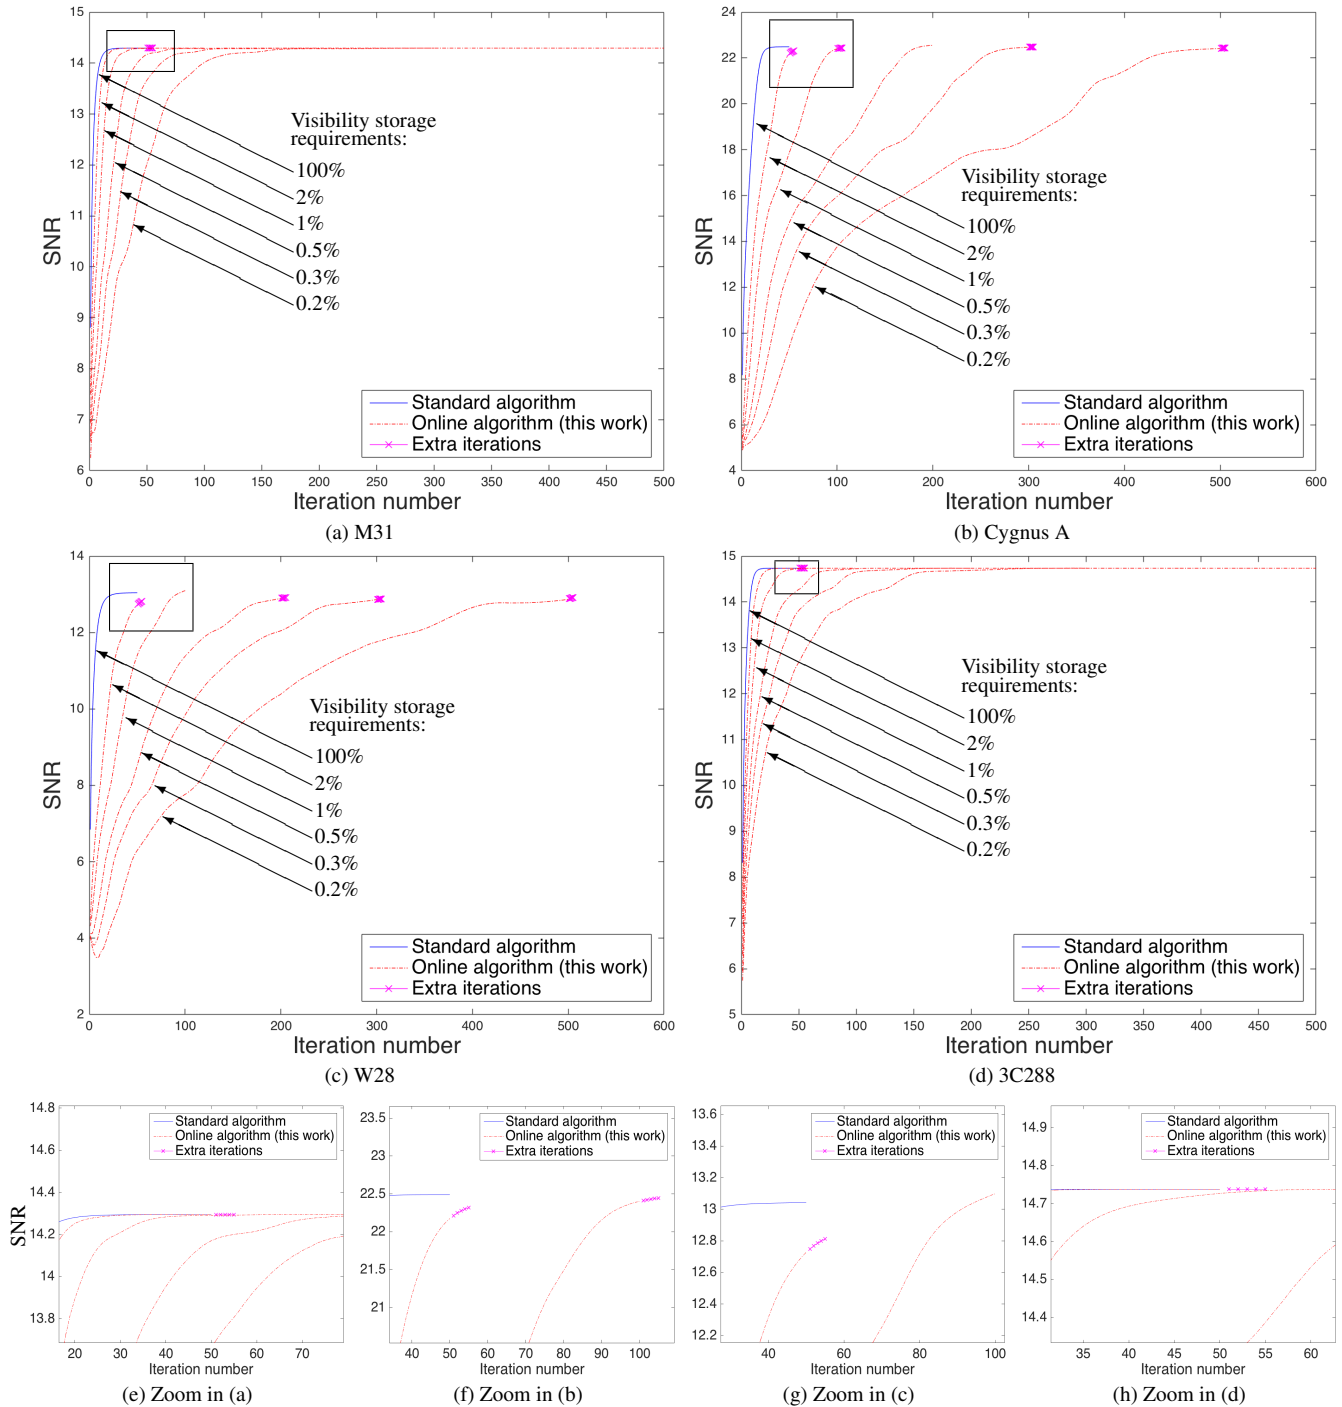 15
14
13
12
11
10
9
8
7
6
0
50
100
150
200
250
300
350
400
450
500
SNR
Iteration number
Visibility storage
requirements:
100%
2%
1%
0.5%
0.3%
0.2%
Standard algorithm
Online algorithm (this work)
Extra iterations
(a) M31
24
22
20
18
16
14
12
10
8
6
4
0
100
200
300
400
500
600
SNR
Iteration number
Visibility storage
requirements:
100%
2%
1%
0.5%
0.3%
0.2%
Standard algorithm
Online algorithm (this work)
Extra iterations
(b) Cygnus A
14
12
10
8
6
4
2
0
100
200
300
400
500
600
SNR
Iteration number
Visibility storage
requirements:
100%
2%
1%
0.5%
0.3%
0.2%
Standard algorithm
Online algorithm (this work)
Extra iterations
(c) W28
15
14
13
12
11
10
9
8
7
6
5
0
50
100
150
200
250
300
350
400
450
500
SNR
Iteration number
Visibility storage
requirements:
100%
2%
1%
0.5%
0.3%
0.2%
Standard algorithm
Online algorithm (this work)
Extra iterations
(d) 3C288
14.8
14.6
14.4
14.2
14
13.8
20
30
40
50
60
70
SNR
Iteration number
Standard algorithm
Online algorithm (this work)
Extra iterations
(e) Zoom in (a)
23.5
23
22.5
22
21.5
21
40
50
60
70
80
90
100
Iteration number
Standard algorithm
Online algorithm (this work)
Extra iterations
(f) Zoom in (b)
13.6
13.4
13.2
13
12.8
12.6
12.4
12.2
40
60
80
100
Iteration number
Standard algorithm
Online algorithm (this work)
Extra iterations
(g) Zoom in (c)
14.9
14.8
14.7
14.6
14.5
14.4
35
40
45
50
55
60
Iteration number
Standard algorithm
Online algorithm (this work)
Extra iterations
(h) Zoom in (d)